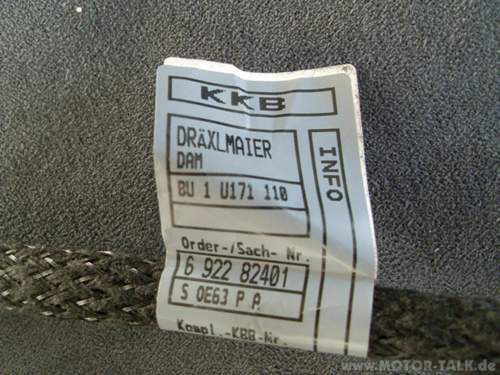 KKB
DRÄXLMAIER
DAM
BU 1 U171 110
INFO
Order-/Sach- Nr.
6 922 82401
S OE63 P A
Kompl.-KBB-Nr.
www.MOTOR-TALK.de